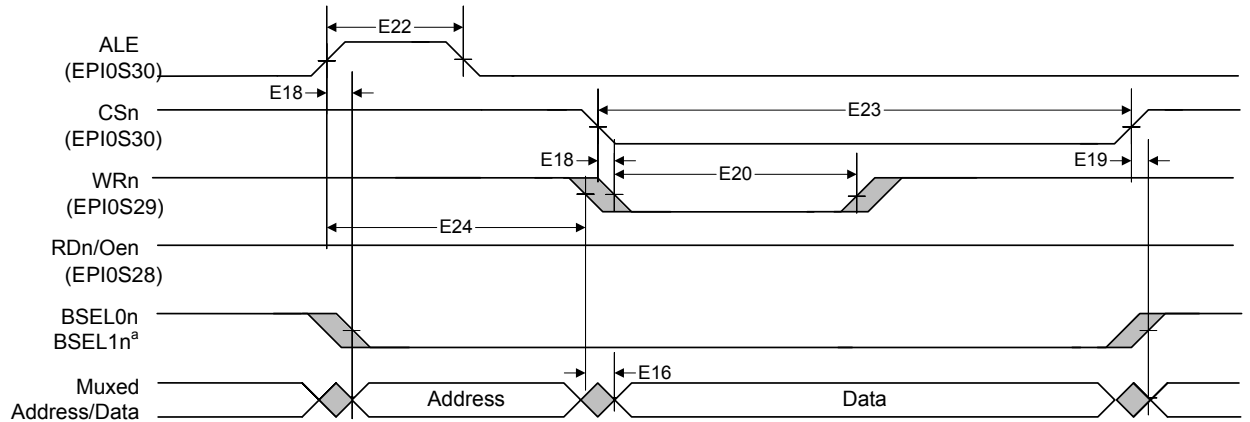 E22
ALE
(EPI0S30)
E18
CSn
(EPI0S30)
E23
E18
E19
WRn
(EPI0S29)
E20
E24
RDn/Oen
(EPI0S28)
BSEL0n
BSEL1nª
Muxed
Address/Data
Address
E16
Data